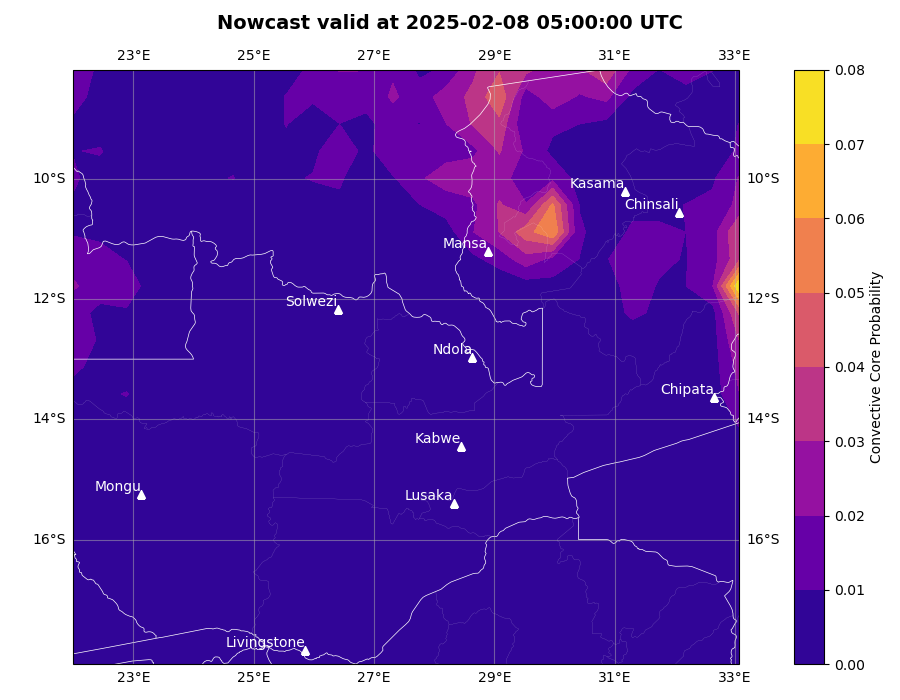 Nowcast valid at 2025-02-08 05:00:00 UTC
23°E 25°E 27°E 29°E 31°E 33°E
0.08
0.07
0.06
0.05
0.04
0.03
0.02
0.01
0.00
Convective Core Probability
10°S 10°S
12°S 12°S
14°S 14°S
16°S 16°S
Kasama
Chinsali
Mansa
Solwezi
Ndola
Chipata
Kabwe
Mongu
Lusaka
Livingstone
23°E 25°E 27°E 29°E 31°E 33°E